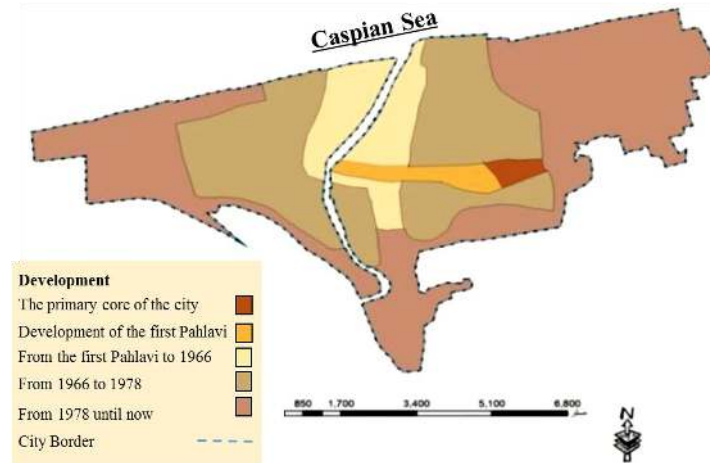 Caspian Sea
Development
The primary core of the city
Development of the first Pahlavi
From the first Pahlavi to 1966
From 1966 to 1978
From 1978 until now
City Border
850 1,700 3,400 5,100 6,800
N